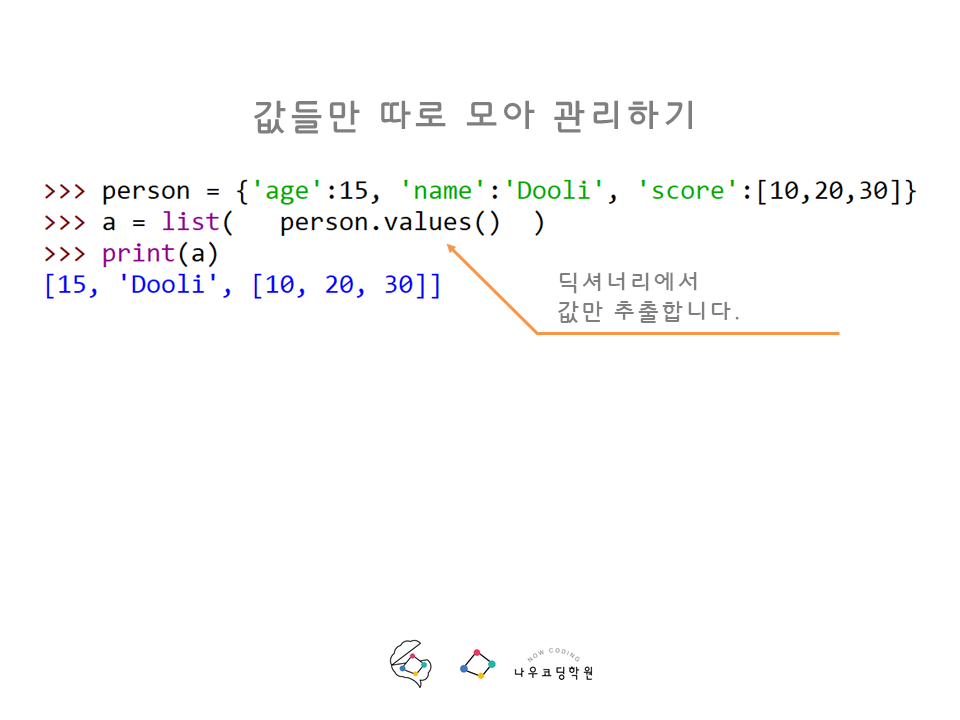 값들만 따로 모아 관리하기
>>> person = {'age':15, 'name':'Dooli', 'score':[10,20,30]}
>>> a = list(   person.values()  )
>>> print(a)
[15, 'Dooli', [10, 20, 30]]
딕셔너리에서
값만 추출합니다.
NOW CODING
나우코딩학원